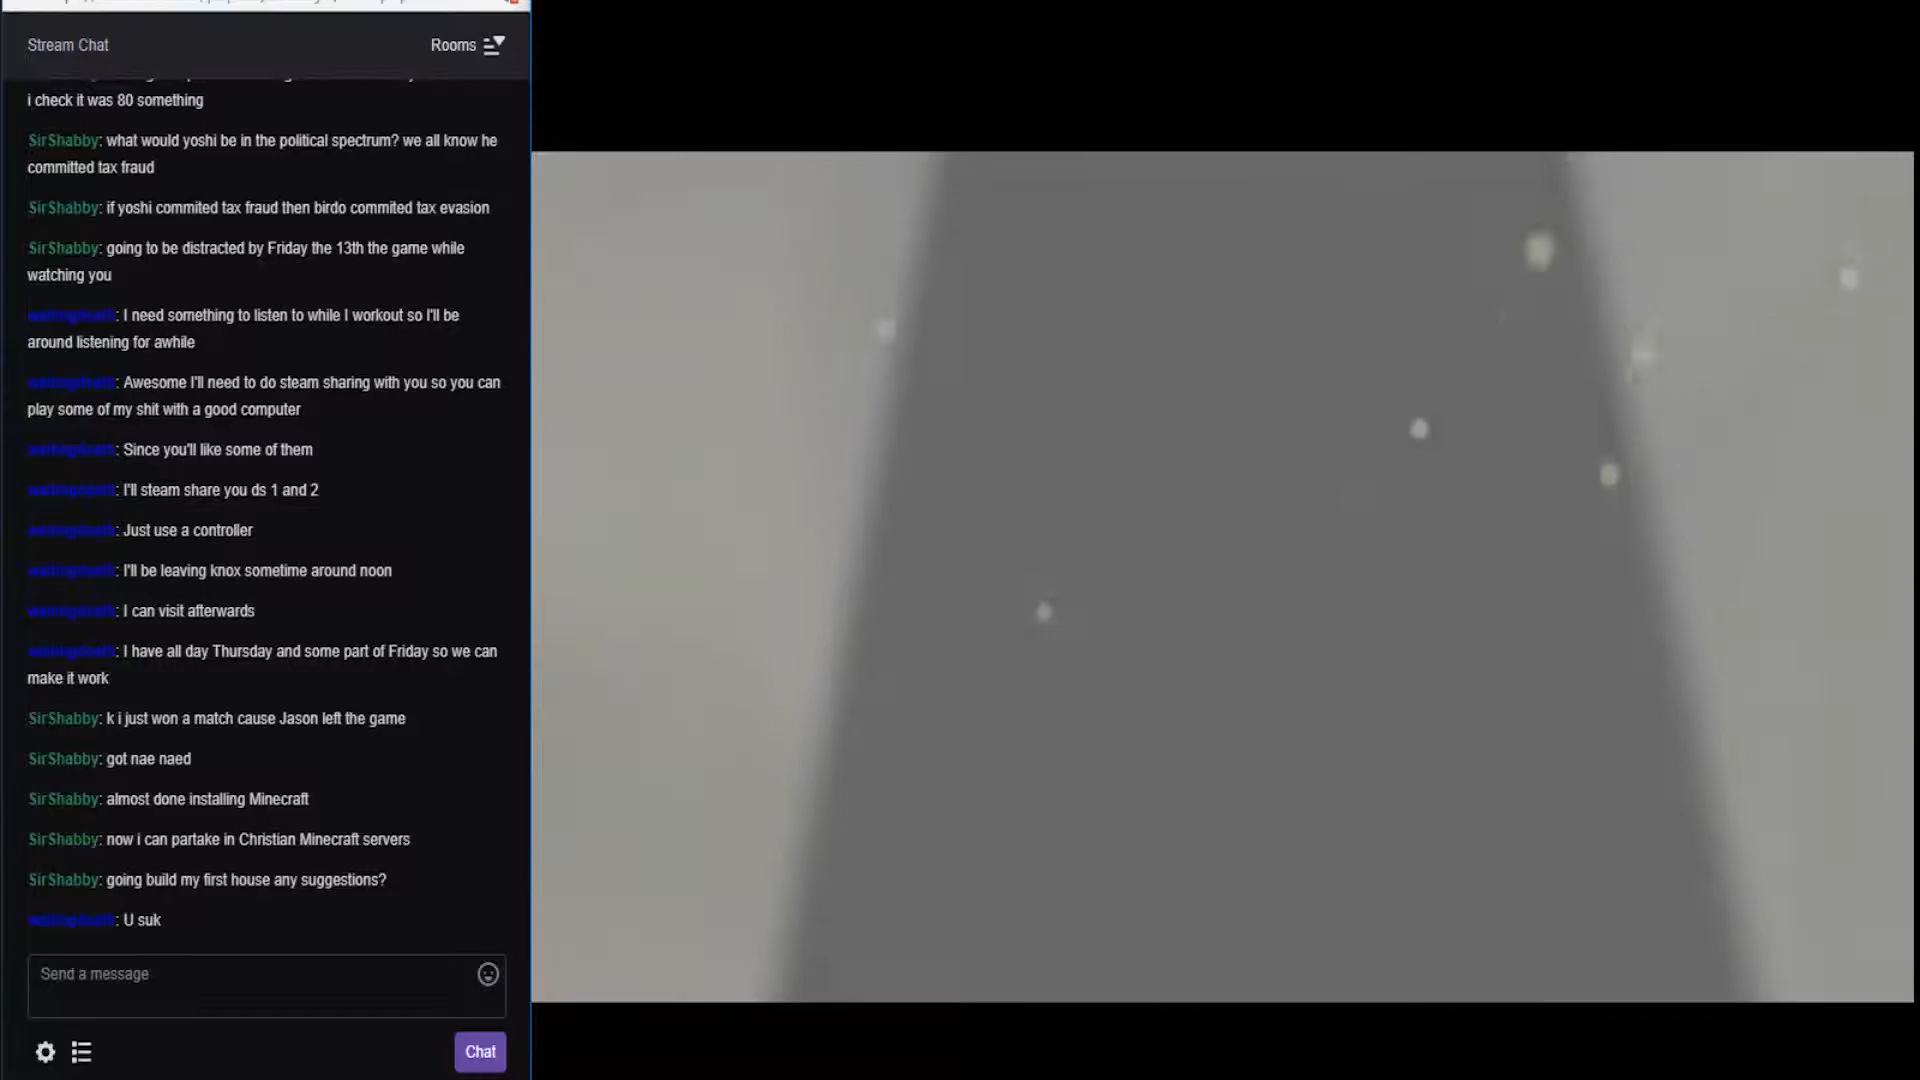 Stream Chat
Rooms
i check it was 80 something
SirShabby: what would yoshi be in the political spectrum? we all know he
committed tax fraud
SirShabby: if yoshi commited tax fraud then birdo commited tax evasion
SirShabby: going to be distracted by Friday the 13th the game while
watching you
: I need something to listen to while I workout so I'll be
around listening for awhile
: Awesome I'll need to do steam sharing with you so you can
play some of my shit with a good computer
: Since you'll like some of them
: I'll steam share you ds 1 and 2
: Just use a controller
: I'll be leaving knox sometime around noon
: I can visit afterwards
: I have all day Thursday and some part of Friday so we can
make it work
SirShabby: k i just won a match cause Jason left the game
SirShabby: got nae naed
SirShabby: almost done installing Minecraft
SirShabby: now i can partake in Christian Minecraft servers
SirShabby: going build my first house any suggestions?
: U suk
Send a message
Chat